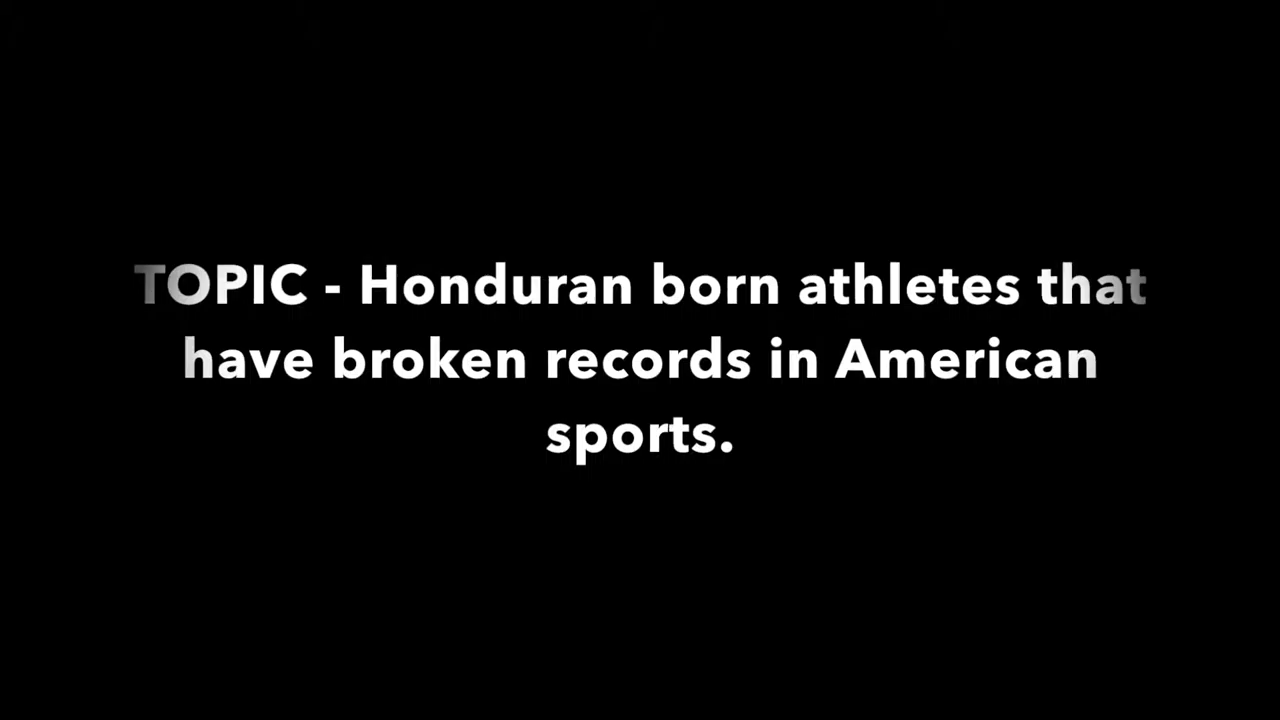 TOPIC - Honduran born athletes that
have broken records in American
sports.